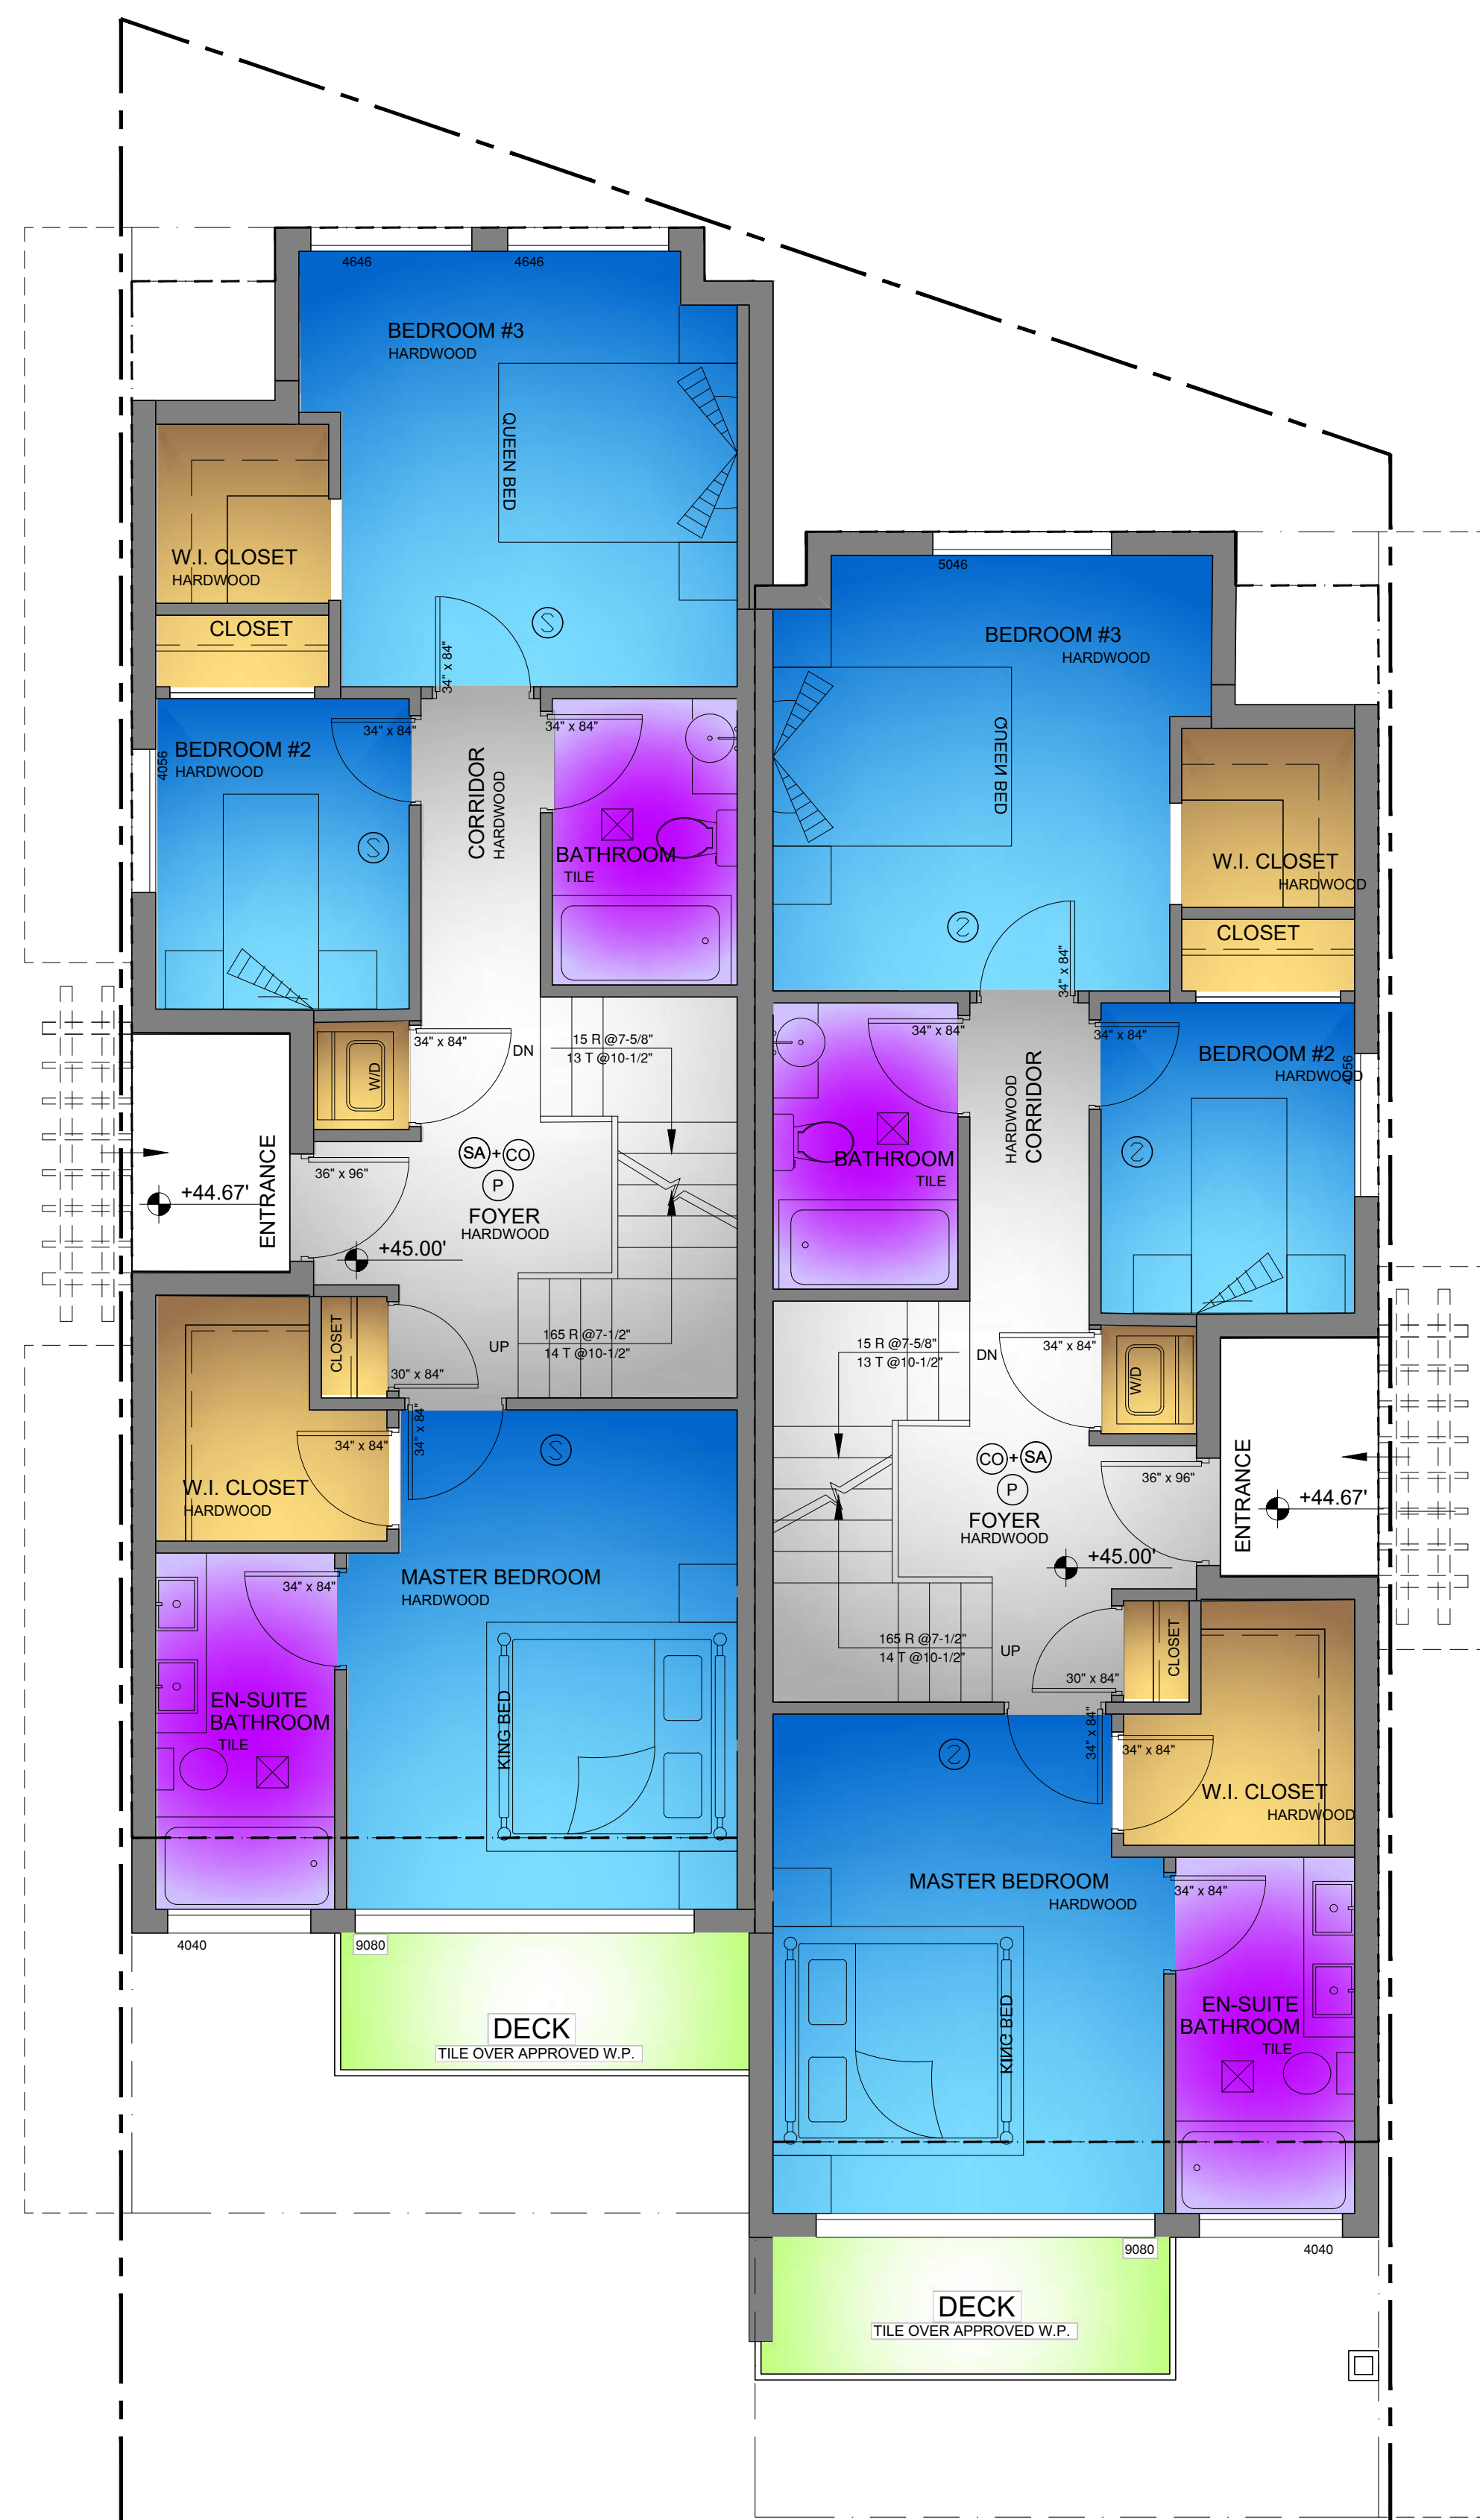 4646
4646
BEDROOM #3
HARDWOOD
QUEEN BED
W.I. CLOSET
HARDWOOD
CLOSET
34" x 84"
34" x 84"
34" x 84"
BEDROOM #2
HARDWOOD
4056
CORRIDOR
HARDWOOD
BATHROOM
TILE
34" x 84"
DN
15 R @7-5/8"
13 T @10-1/2"
W/D
SA+CO
P
36" x 96"
ENTRANCE
+44.67'
FOYER
HARDWOOD
+45.00'
CLOSET
UP
165 R @7-1/2"
14 T @10-1/2"
30" x 84"
34" x 84"
34" x 84"
W.I. CLOSET
HARDWOOD
34" x 84"
MASTER BEDROOM
HARDWOOD
KING BED
EN-SUITE
BATHROOM
TILE
4040
9080
DECK
TILE OVER APPROVED W.P.
5046
BEDROOM #3
HARDWOOD
QUEEN BED
W.I. CLOSET
HARDWOOD
CLOSET
34" x 84"
34" x 84"
34" x 84"
BEDROOM #2
HARDWOOD
4056
HARDWOOD
CORRIDOR
BATHROOM
TILE
15 R @7-5/8"
13 T @10-1/2"
DN
34" x 84"
W/D
CO+SA
P
36" x 96"
ENTRANCE
+44.67'
FOYER
HARDWOOD
+45.00'
165 R @7-1/2"
14 T @10-1/2"
UP
30" x 84"
CLOSET
34" x 84"
34" x 84"
W.I. CLOSET
HARDWOOD
MASTER BEDROOM
HARDWOOD
34" x 84"
KING BED
EN-SUITE
BATHROOM
TILE
9080
4040
DECK
TILE OVER APPROVED W.P.